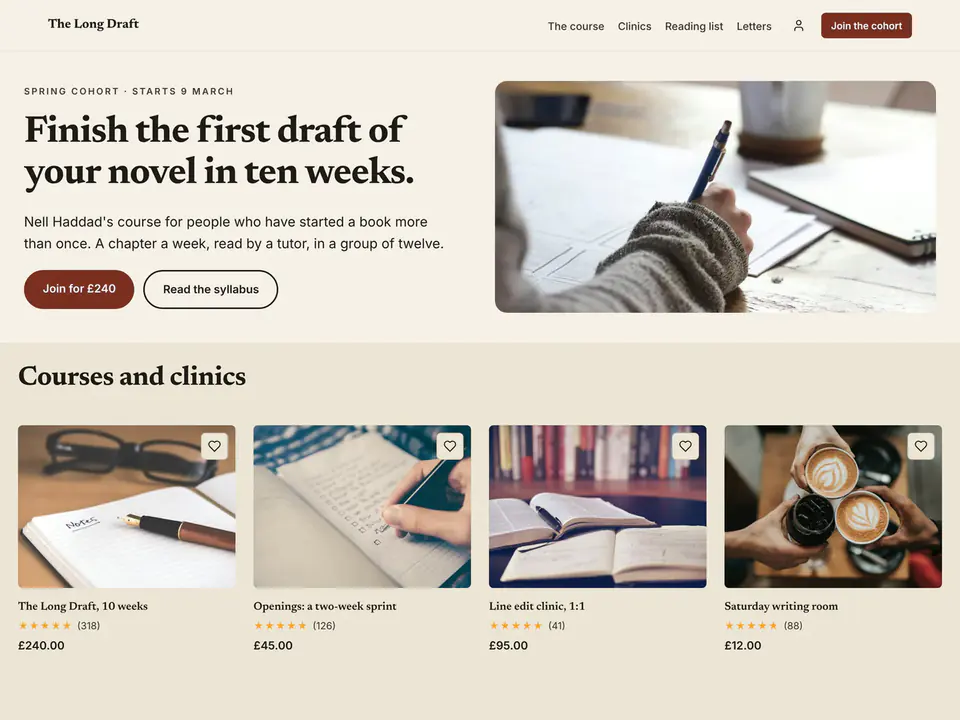 The Long Draft
The course
Clinics
Reading list
Letters
Join the cohort
SPRING COHORT · STARTS 9 MARCH
Finish the first draft of
your novel in ten weeks.
Nell Haddad's course for people who have started a book more
than once. A chapter a week, read by a tutor, in a group of twelve.
Join for £240
Read the syllabus
Courses and clinics
Notes
The Long Draft, 10 weeks
(318)
£240.00
Openings: a two-week sprint
(126)
£45.00
Line edit clinic, 1:1
(41)
£95.00
Saturday writing room
(88)
£12.00